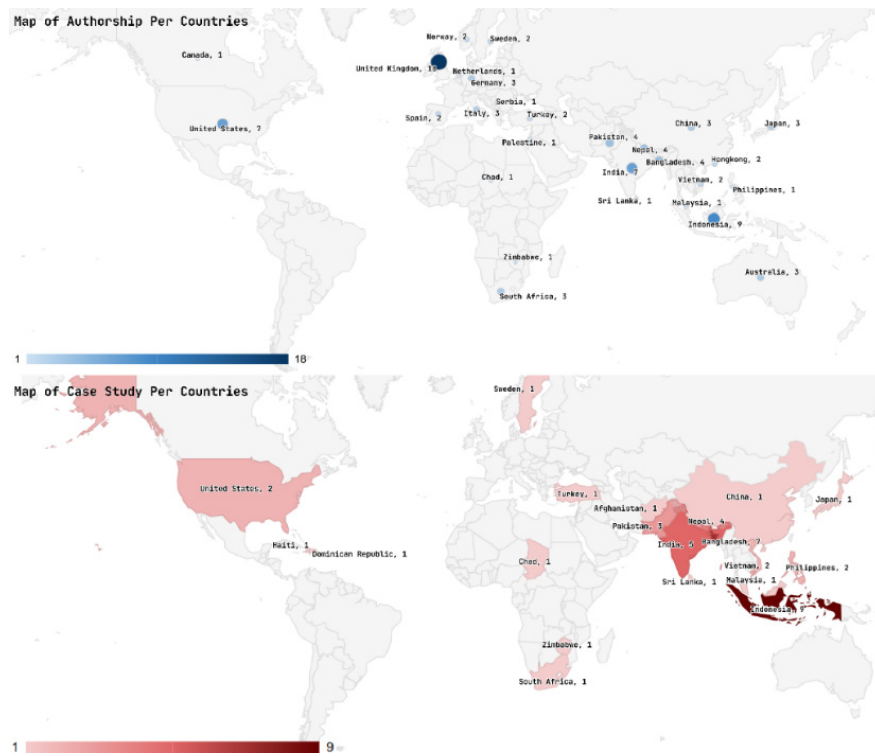 Map of Authorship Per Countries
Norway, 2
Sweden, 2
Canada, 1
United Kingdom, 18
Netherlands, 1
Germany, 3
Serbia, 1
Spain, 2
Italy, 3
Turkey, 2
United States, 7
Pakistan, 4
China, 3
Japan, 3
Palestine, 1
Nepal, 4
Bangladesh, 4
Hongkong, 2
India, 7
Chad, 1
Vietnam, 2
Philippines, 1
Sri Lanka, 1
Malaysia, 1
Indonesia, 9
Zimbabwe, 1
Australia, 3
South Africa, 3
1
18
Map of Case Study Per Countries
Sweden, 1
United States, 2
Turkey, 1
China, 1
Japan, 1
Afghanistan, 1
Pakistan, 3
Nepal, 4
Haiti, 1
Dominican Republic, 1
India, 5
Bangladesh, 7
Chad, 1
Vietnam, 2
Philippines, 2
Sri Lanka, 1
Malaysia, 1
Indonesia, 9
Zimbabwe, 1
South Africa, 1
1
9